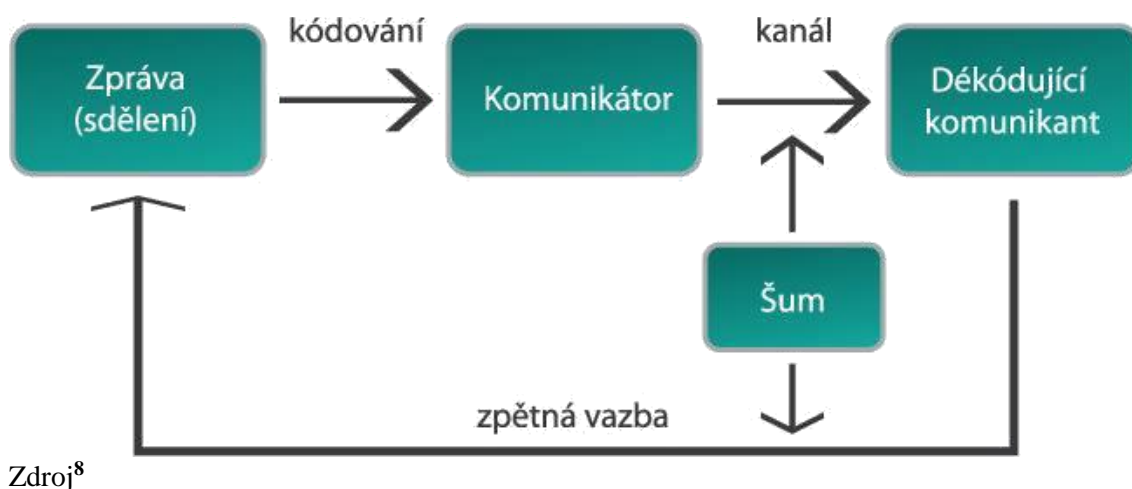 kódování
kanál
Zpráva
(sdělení)
Komunikátor
Dékódující
komunikant
Šum
zpětná vazba
Zdroj8